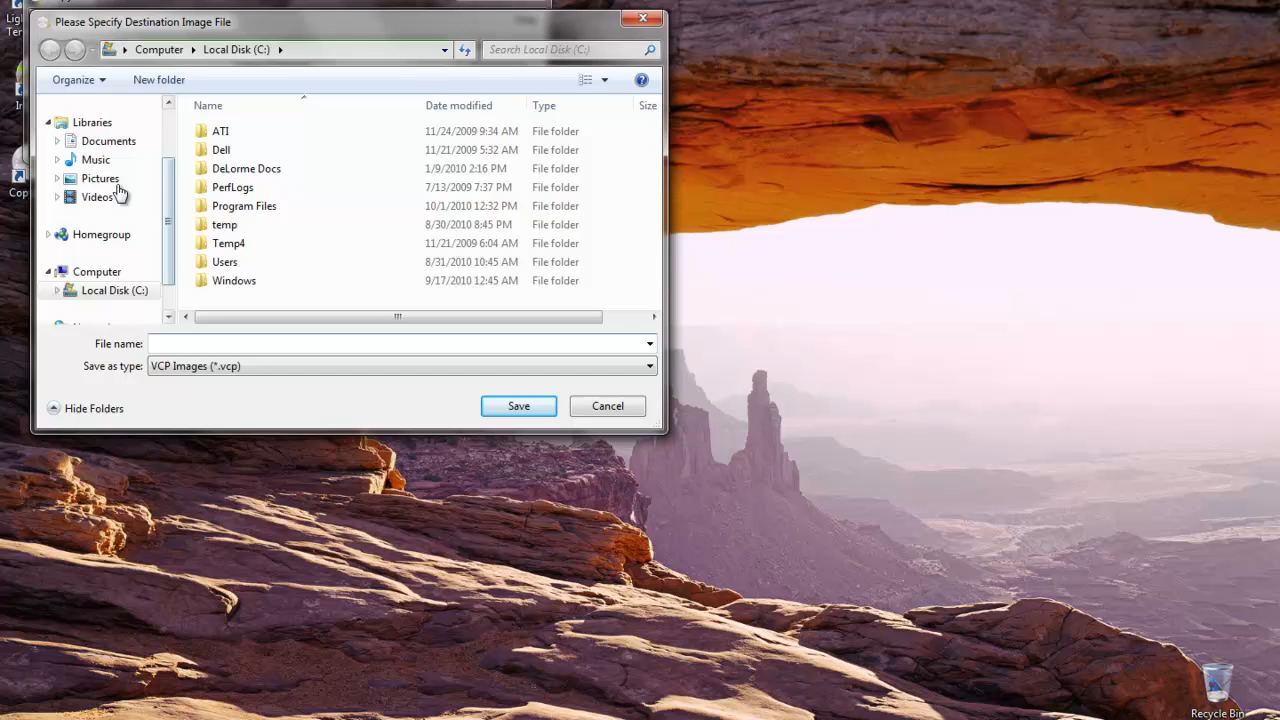 Please Specify Destination Image File
Computer Local Disk (C:) Search Local Disk (C:)
Organize New folder
Name Date modified Type Size
Libraries
Documents
Music
Pictures
Videos
Homegroup
Computer
Local Disk (C:)
ATI 11/24/2009 9:34 AM File folder
Dell 11/21/2009 5:32 AM File folder
DeLorme Docs 1/9/2010 2:16 PM File folder
PerfLogs 7/13/2009 7:37 PM File folder
Program Files 10/1/2010 12:32 PM File folder
temp 8/30/2010 8:45 PM File folder
Temp4 11/21/2009 6:04 AM File folder
Users 8/31/2010 10:45 AM File folder
Windows 9/17/2010 12:45 AM File folder
File name:
Save as type: VCP Images (*.vcp)
Hide Folders Save Cancel
Recycle Bin